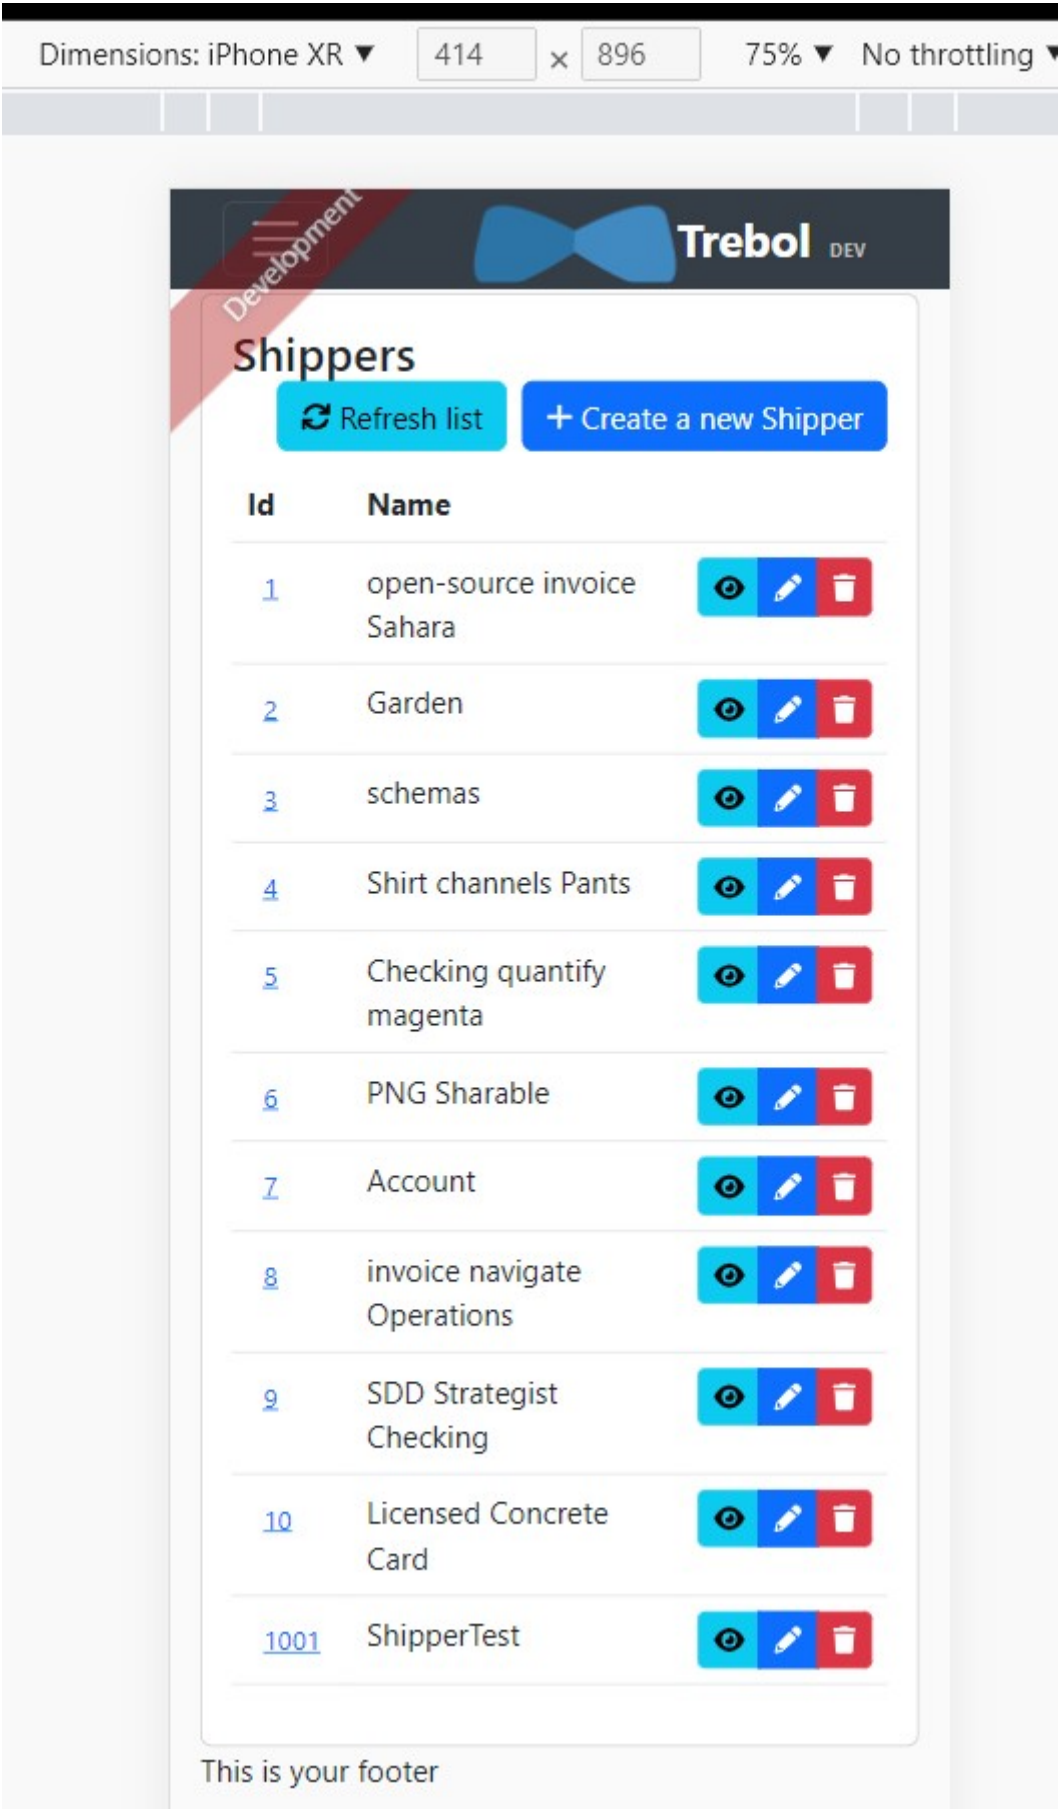 Dimensions: iPhone XR ▼ 414 × 896 75% ▼ No throttling ▼
Development
Trebol DEV
Shippers
Refresh list + Create a new Shipper
Id Name
1 open-source invoice
Sahara
2 Garden
3 schemas
4 Shirt channels Pants
5 Checking quantify
magenta
6 PNG Sharable
7 Account
8 invoice navigate
Operations
9 SDD Strategist
Checking
10 Licensed Concrete
Card
1001 ShipperTest
This is your footer